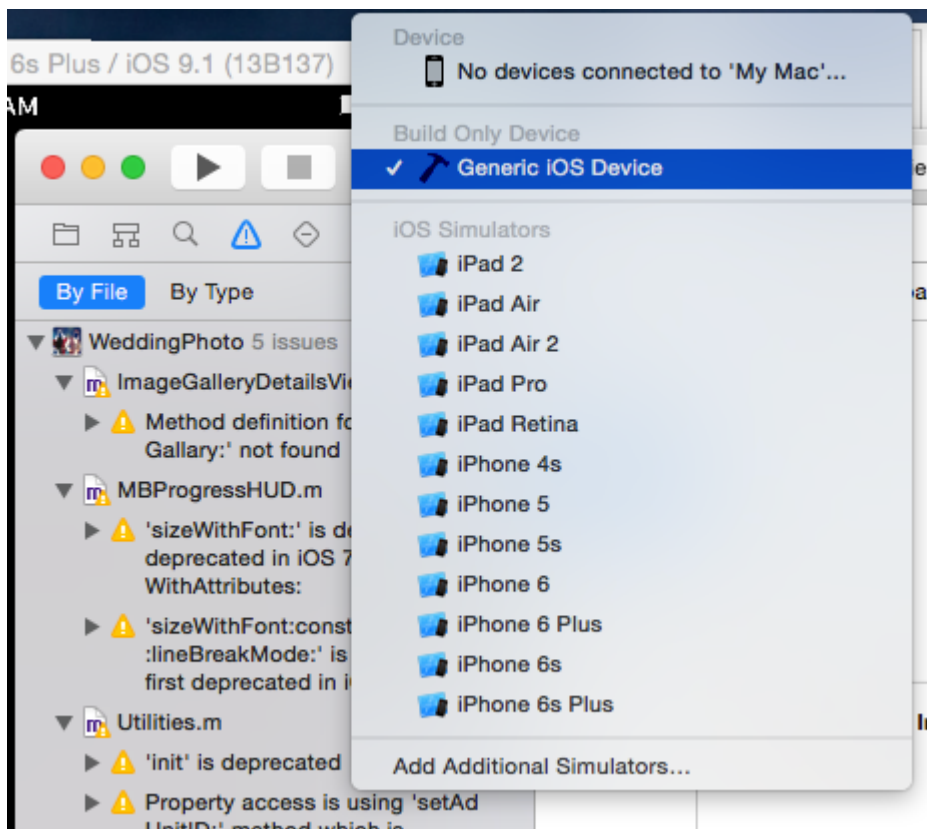 6s Plus / iOS 9.1 (13B137)
AM
Device
No devices connected to 'My Mac'...
Build Only Device
Generic iOS Device
iOS Simulators
iPad 2
iPad Air
iPad Air 2
iPad Pro
iPad Retina
iPhone 4s
iPhone 5
iPhone 5s
iPhone 6
iPhone 6 Plus
iPhone 6s
iPhone 6s Plus
Add Additional Simulators...
By File By Type
WeddingPhoto 5 issues
ImageGalleryDetailsVi
Method definition fo
Gallary:' not found
MBProgressHUD.m
'sizeWithFont:' is de
deprecated in iOS 7
WithAttributes:
'sizeWithFont:const
:lineBreakMode:' is
first deprecated in i
Utilities.m
'init' is deprecated
Property access is using 'setAd
UnitID:' method which is